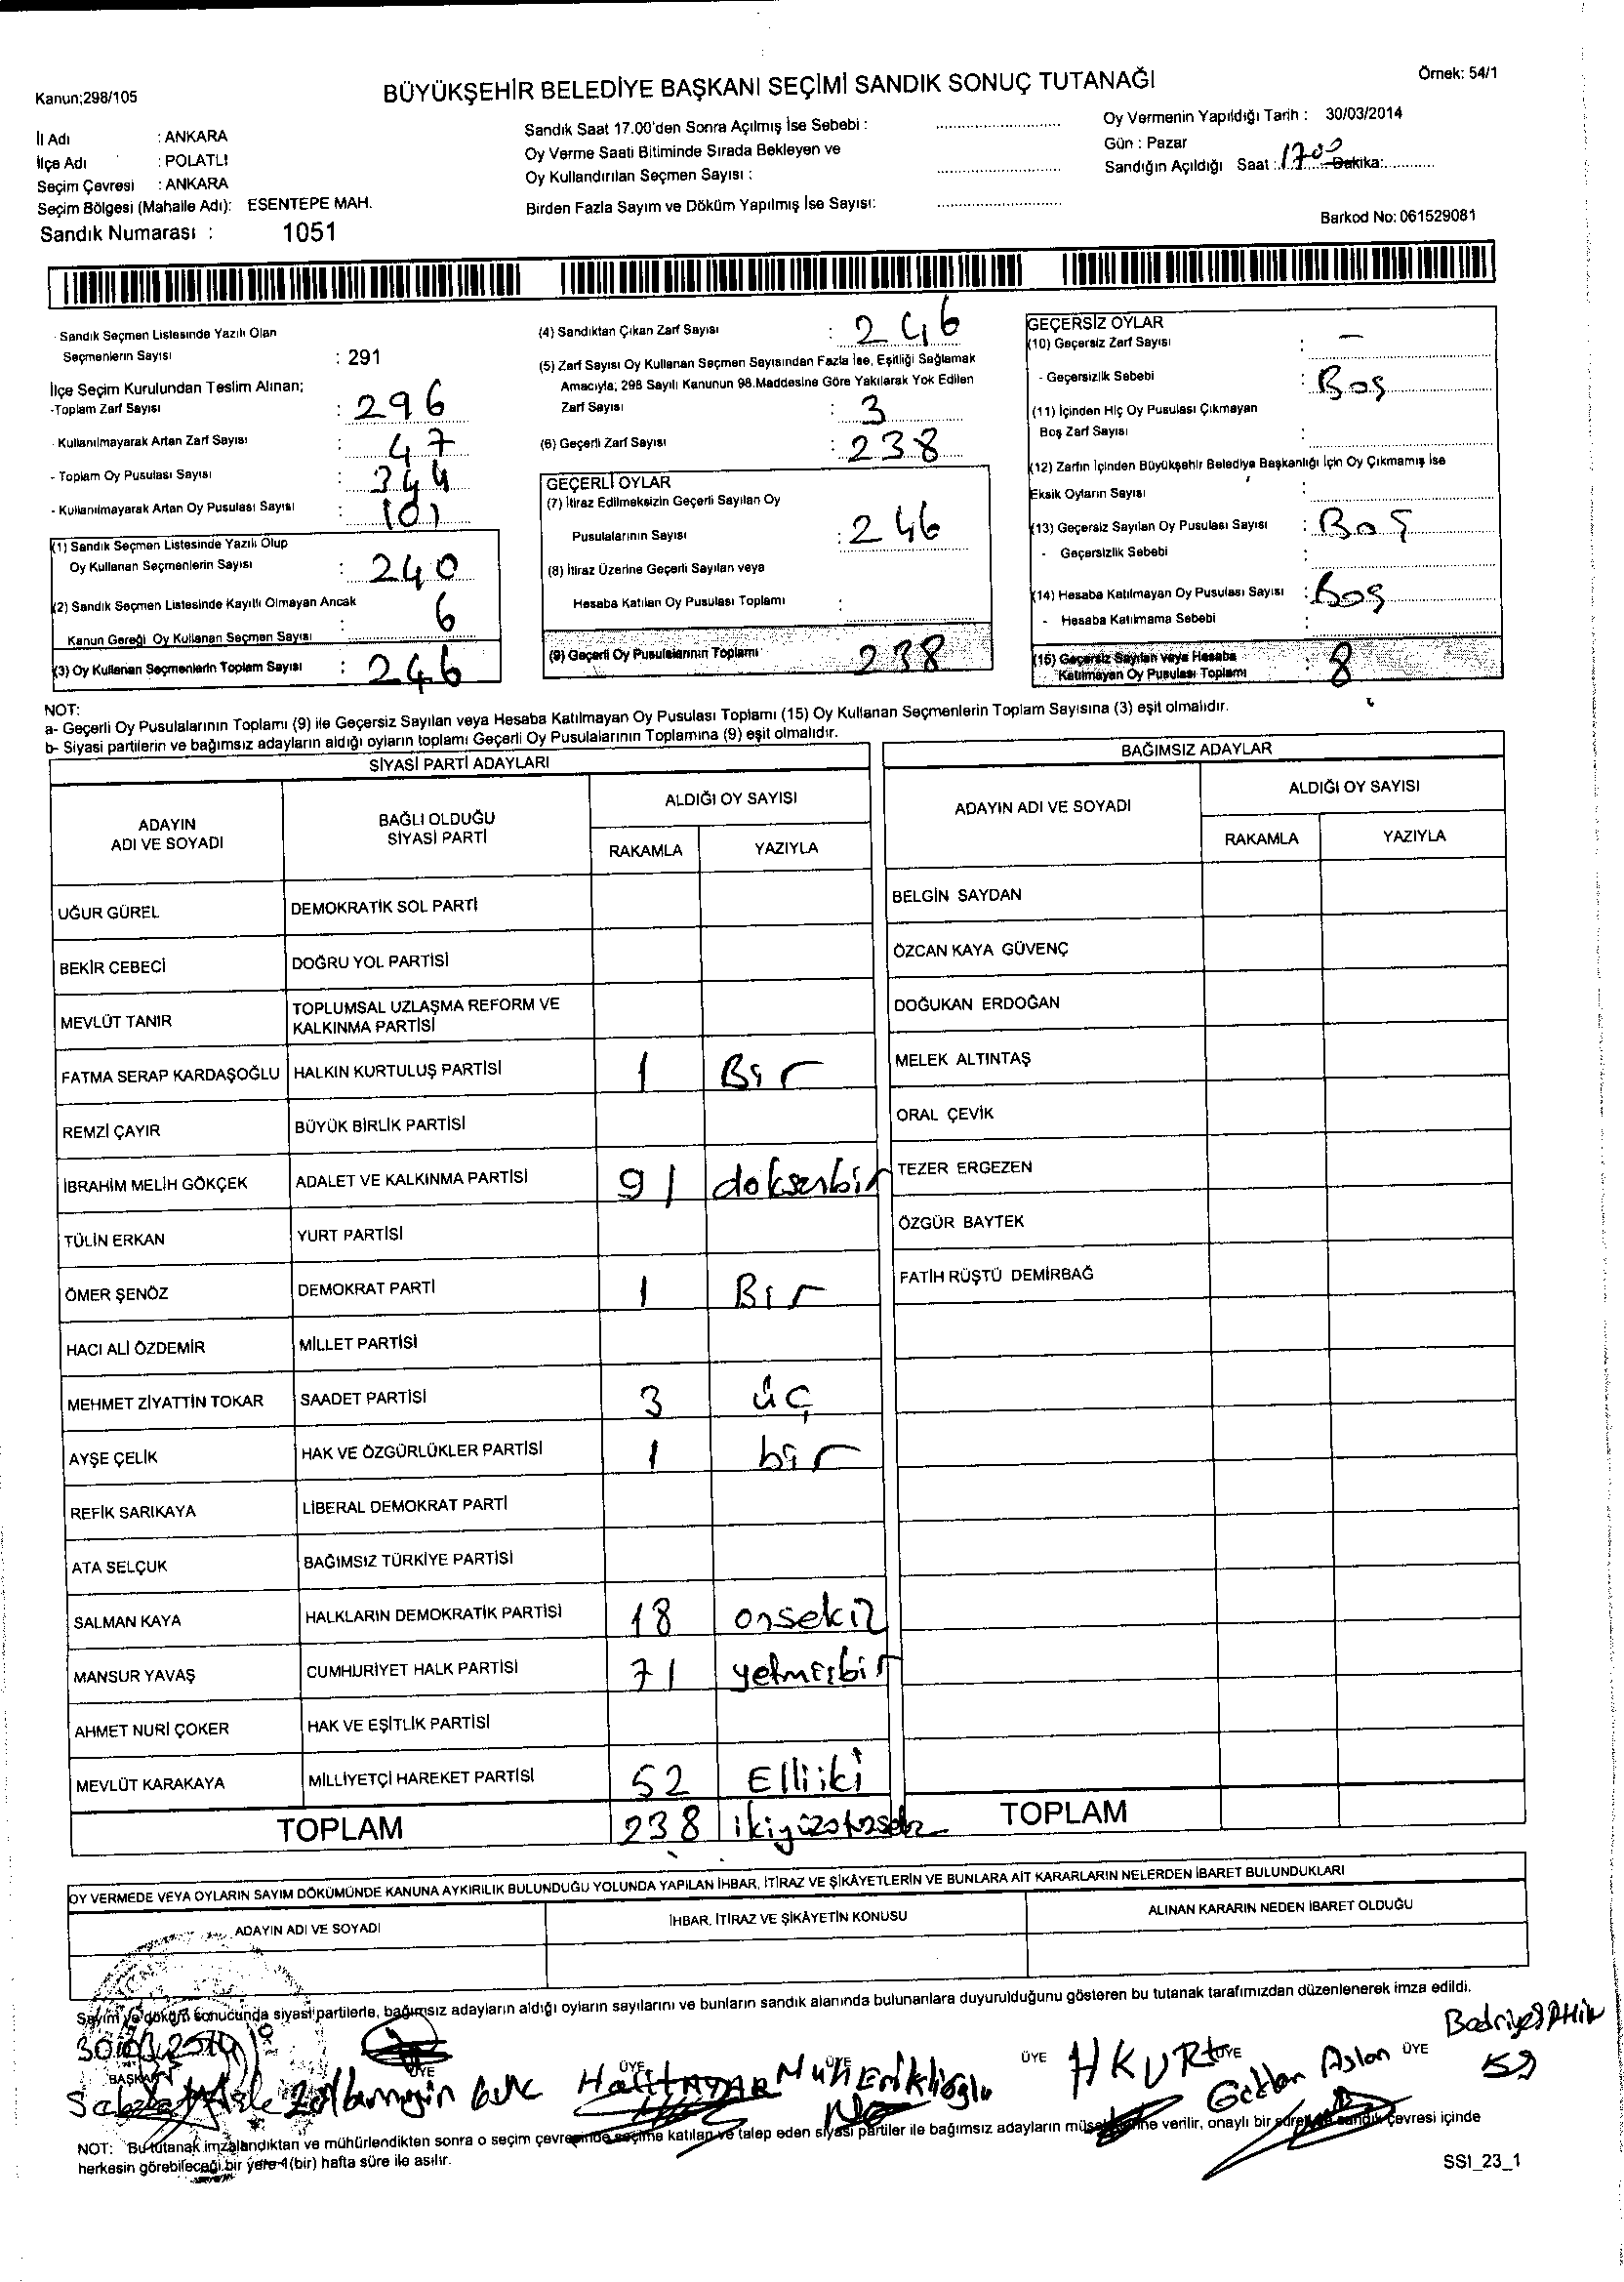 Kanun;298/105
BÜYÜKŞEHİR BELEDİYE BAŞKANI SEÇİMİ SANDIK SONUÇ TUTANAĞI
Örnek: 54/1
İl Adı : ANKARA
İlçe Adı : POLATLI
Seçim Çevresi : ANKARA
Seçim Bölgesi (Mahalle Adı): ESENTEPE MAH.
Sandık Numarası : 1051
Sandık Saat 17.00'den Sonra Açılmış İse Sebebi :
Oy Verme Saati Bitiminde Sırada Bekleyen ve
Oy Kullandırılan Seçmen Sayısı :
Birden Fazla Sayım ve Döküm Yapılmış İse Sayısı:
Oy Vermenin Yapıldığı Tarih : 30/03/2014
Gün : Pazar
Sandığın Açıldığı Saat : 1700 Dakika:
Barkod No: 061529081
- Sandık Seçmen Listesinde Yazılı Olan
Seçmenlerin Sayısı : 291
İlçe Seçim Kurulundan Teslim Alınan;
-Toplam Zarf Sayısı : 296
- Kullanılmayarak Artan Zarf Sayısı : 47
- Toplam Oy Pusulası Sayısı : 344
- Kullanılmayarak Artan Oy Pusulası Sayısı : 101
(1) Sandık Seçmen Listesinde Yazılı Olup
Oy Kullanan Seçmenlerin Sayısı : 240
(2) Sandık Seçmen Listesinde Kayıtlı Olmayan Ancak
Kanun Gereği Oy Kullanan Seçmen Sayısı : 6
(3) Oy Kullanan Seçmenlerin Toplam Sayısı : 246
(4) Sandıktan Çıkan Zarf Sayısı : 246
(5) Zarf Sayısı Oy Kullanan Seçmen Sayısından Fazla İse, Eşitliği Sağlamak
Amacıyla; 298 Sayılı Kanunun 98.Maddesine Göre Yakılarak Yok Edilen
Zarf Sayısı : 3
(6) Geçerli Zarf Sayısı : 238
GEÇERLİ OYLAR
(7) İtiraz Edilmeksizin Geçerli Sayılan Oy
Pusulalarının Sayısı : 246
(8) İtiraz Üzerine Geçerli Sayılan veya
Hesaba Katılan Oy Pusulası Toplamı :
(9) Geçerli Oy Pusulalarının Toplamı 238
GEÇERSİZ OYLAR
(10) Geçersiz Zarf Sayısı : –
- Geçersizlik Sebebi : Boş
(11) İçinden Hiç Oy Pusulası Çıkmayan
Boş Zarf Sayısı :
(12) Zarfın İçinden Büyükşehir Belediye Başkanlığı İçin Oy Çıkmamış İse
Eksik Oyların Sayısı :
(13) Geçersiz Sayılan Oy Pusulası Sayısı : Boş
- Geçersizlik Sebebi :
(14) Hesaba Katılmayan Oy Pusulası Sayısı : Boş
- Hesaba Katılmama Sebebi :
(15) Geçersiz Sayılan veya Hesaba
Katılmayan Oy Pusulası Toplamı : 8
NOT:
a- Geçerli Oy Pusulalarının Toplamı (9) ile Geçersiz Sayılan veya Hesaba Katılmayan Oy Pusulası Toplamı (15) Oy Kullanan Seçmenlerin Toplam Sayısına (3) eşit olmalıdır.
b- Siyasi partilerin ve bağımsız adayların aldığı oyların toplamı Geçerli Oy Pusulalarının Toplamına (9) eşit olmalıdır.
SİYASİ PARTİ ADAYLARI
ADAYIN ADI VE SOYADI
BAĞLI OLDUĞU SİYASİ PARTİ
ALDIĞI OY SAYISI
RAKAMLA YAZIYLA
UĞUR GÜREL DEMOKRATİK SOL PARTİ
BEKİR CEBECİ DOĞRU YOL PARTİSİ
MEVLÜT TANIR TOPLUMSAL UZLAŞMA REFORM VE KALKINMA PARTİSİ
FATMA SERAP KARDAŞOĞLU HALKIN KURTULUŞ PARTİSİ 1 Bir
REMZİ ÇAYIR BÜYÜK BİRLİK PARTİSİ
İBRAHİM MELİH GÖKÇEK ADALET VE KALKINMA PARTİSİ 91 doksanbir
TÜLİN ERKAN YURT PARTİSİ
ÖMER ŞENÖZ DEMOKRAT PARTİ 1 Bir
HACI ALİ ÖZDEMİR MİLLET PARTİSİ
MEHMET ZİYATTİN TOKAR SAADET PARTİSİ 3 üç
AYŞE ÇELİK HAK VE ÖZGÜRLÜKLER PARTİSİ 1 bir
REFİK SARIKAYA LİBERAL DEMOKRAT PARTİ
ATA SELÇUK BAĞIMSIZ TÜRKİYE PARTİSİ
SALMAN KAYA HALKLARIN DEMOKRATİK PARTİSİ 18 onsekiz
MANSUR YAVAŞ CUMHURİYET HALK PARTİSİ 71 yetmişbir
AHMET NURİ ÇOKER HAK VE EŞİTLİK PARTİSİ
MEVLÜT KARAKAYA MİLLİYETÇİ HAREKET PARTİSİ 52 Elliiki
TOPLAM 238
BAĞIMSIZ ADAYLAR
ADAYIN ADI VE SOYADI
ALDIĞI OY SAYISI
RAKAMLA YAZIYLA
BELGİN SAYDAN
ÖZCAN KAYA GÜVENÇ
DOĞUKAN ERDOĞAN
MELEK ALTINTAŞ
ORAL ÇEVİK
TEZER ERGEZEN
ÖZGÜR BAYTEK
FATİH RÜŞTÜ DEMİRBAĞ
TOPLAM
OY VERMEDE VEYA OYLARIN SAYIM DÖKÜMÜNDE KANUNA AYKIRILIK BULUNDUĞU YOLUNDA YAPILAN İHBAR, İTİRAZ VE ŞİKÂYETLERİN VE BUNLARA AİT KARARLARIN NELERDEN İBARET BULUNDUKLARI
ADAYIN ADI VE SOYADI
İHBAR, İTİRAZ VE ŞİKÂYETİN KONUSU
ALINAN KARARIN NEDEN İBARET OLDUĞU
Sayım ve döküm sonucunda siyasi partilerle, bağımsız adayların aldığı oyların sayılarını ve bunların sandık alanında bulunanlara duyurulduğunu gösteren bu tutanak tarafımızdan düzenlenerek imza edildi.
BAŞKAN ÜYE ÜYE ÜYE ÜYE ÜYE ÜYE
H KURT Gökhan Aslan
NOT: Bu tutanak imzalandıktan ve mühürlendikten sonra o seçim çevresinde seçime katılan ve talep eden siyasi partiler ile bağımsız adayların müşahitlerine verilir, onaylı bir sureti de sandık çevresi içinde
herkesin görebileceği bir yere 1(bir) hafta süre ile asılır.
SSI_23_1